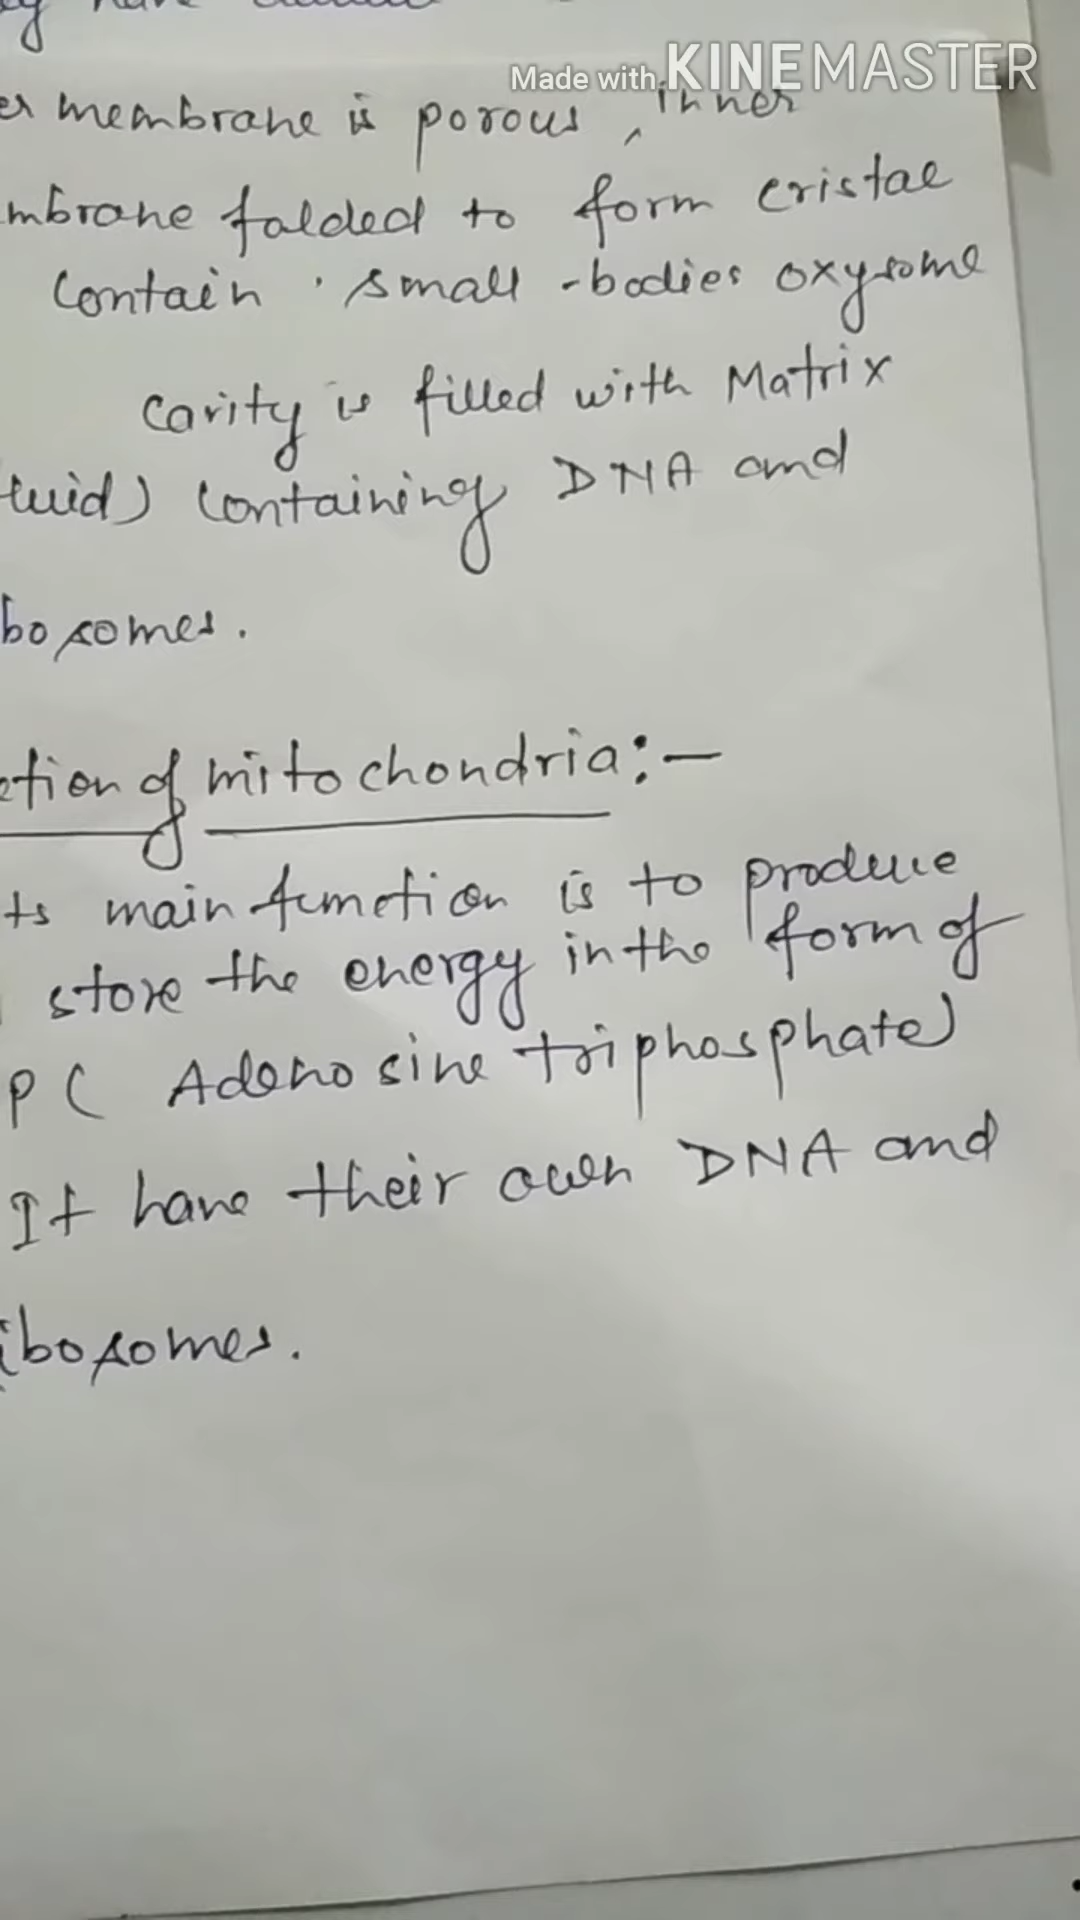 Made with KINEMASTER
er membrane is porous, inner
mbrane folded to form cristae
contain small-bodies oxysome
cavity is filled with Matrix
luid) containing DNA and
bosomes.
ction of mitochondria:-
ts main function is to produce
store the energy in the form of
P ( Adenosine triphosphate)
It have their own DNA and
ibosomes.